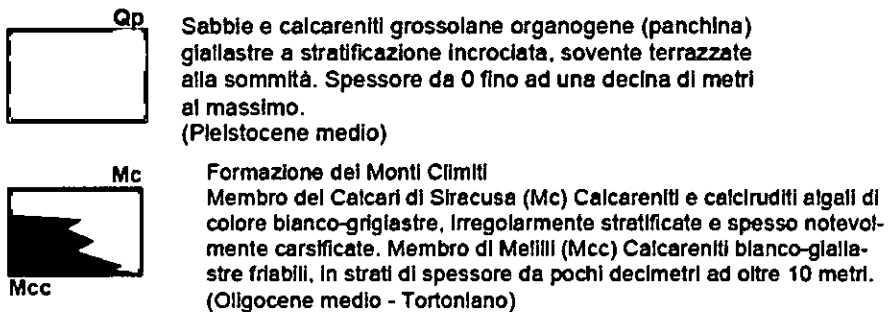 Qp
Sabbie e calcareniti grossolane organogene (panchina)
giallastre a stratificazione incrociata, sovente terrazzate
alla sommità. Spessore da 0 fino ad una decina di metri
al massimo.
(Pleistocene medio)
Mc
Formazione dei Monti Climiti
Membro dei Calcari di Siracusa (Mc) Calcareniti e calciruditi algali di
colore bianco-grigiastre, irregolarmente stratificate e spesso notevol-
mente carsificate. Membro di Melilli (Mcc) Calcareniti bianco-gialla-
stre friabili, in strati di spessore da pochi decimetri ad oltre 10 metri.
Mcc
(Oligocene medio - Tortoniano)